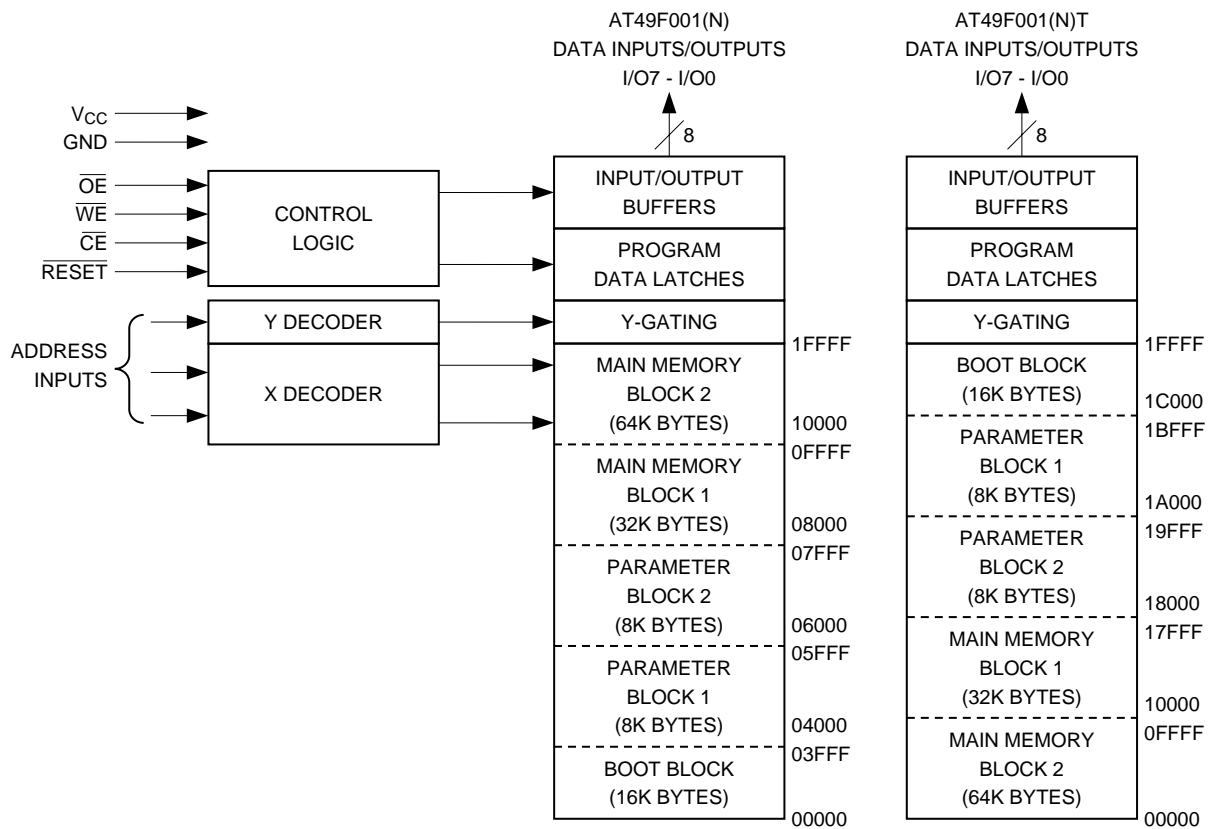 AT49F001(N)
DATA INPUTS/OUTPUTS
I/O7 - I/O0
8
AT49F001(N)T
DATA INPUTS/OUTPUTS
I/O7 - I/O0
8
VCC
GND
OE
WE
CE
RESET
CONTROL
LOGIC
ADDRESS
INPUTS
Y DECODER
X DECODER
INPUT/OUTPUT
BUFFERS
PROGRAM
DATA LATCHES
Y-GATING
1FFFF
MAIN MEMORY
BLOCK 2
(64K BYTES)
10000
0FFFF
MAIN MEMORY
BLOCK 1
(32K BYTES)
08000
07FFF
PARAMETER
BLOCK 2
(8K BYTES)
06000
05FFF
PARAMETER
BLOCK 1
(8K BYTES)
04000
03FFF
BOOT BLOCK
(16K BYTES)
00000
INPUT/OUTPUT
BUFFERS
PROGRAM
DATA LATCHES
Y-GATING
1FFFF
BOOT BLOCK
(16K BYTES)
1C000
1BFFF
PARAMETER
BLOCK 1
(8K BYTES)
1A000
19FFF
PARAMETER
BLOCK 2
(8K BYTES)
18000
17FFF
MAIN MEMORY
BLOCK 1
(32K BYTES)
10000
0FFFF
MAIN MEMORY
BLOCK 2
(64K BYTES)
00000